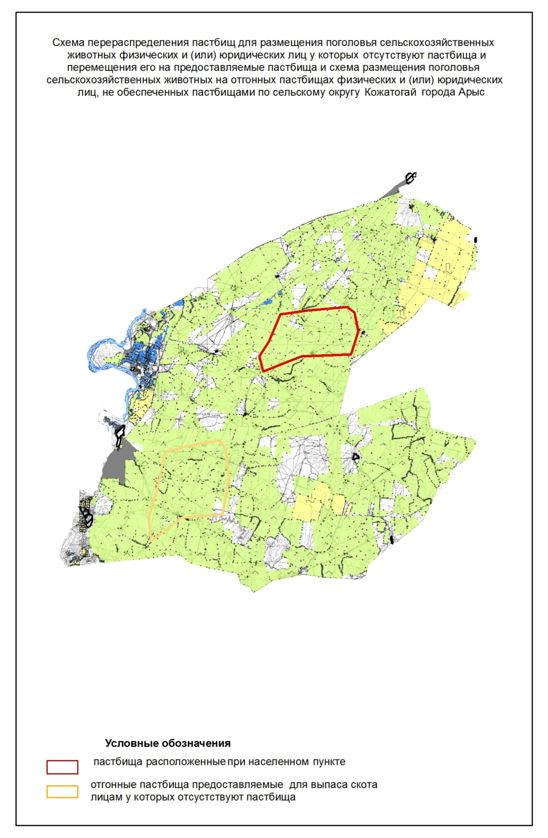 Схема перераспределения пастбищ для размещения поголовья сельскохозяйственных
животных физических и (или) юридических лиц у которых отсутствуют пастбища и
перемещения его на предоставляемые пастбища и схема размещения поголовья
сельскохозяйственных животных на отгонных пастбищах физических и (или) юридических
лиц, не обеспеченных пастбищами по сельскому округу Кожатогай города Арыс
Условные обозначения
пастбища расположенные при населенном пункте
отгонные пастбища предоставляемые для выпаса скота
лицам у которых отсутствуют пастбища